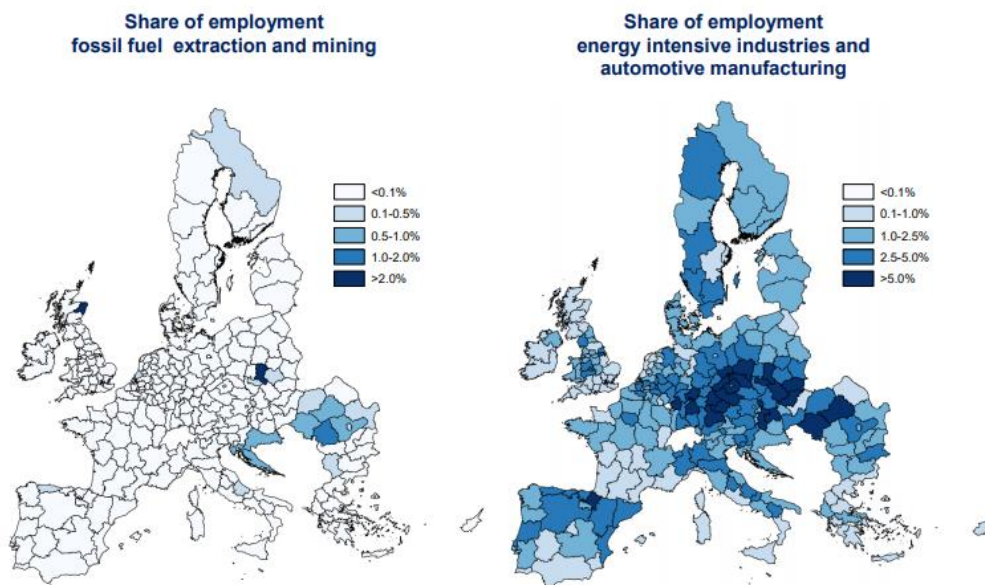 Share of employment
fossil fuel extraction and mining
<0.1%
0.1-0.5%
0.5-1.0%
1.0-2.0%
>2.0%
Share of employment
energy intensive industries and
automotive manufacturing
<0.1%
0.1-1.0%
1.0-2.5%
2.5-5.0%
>5.0%